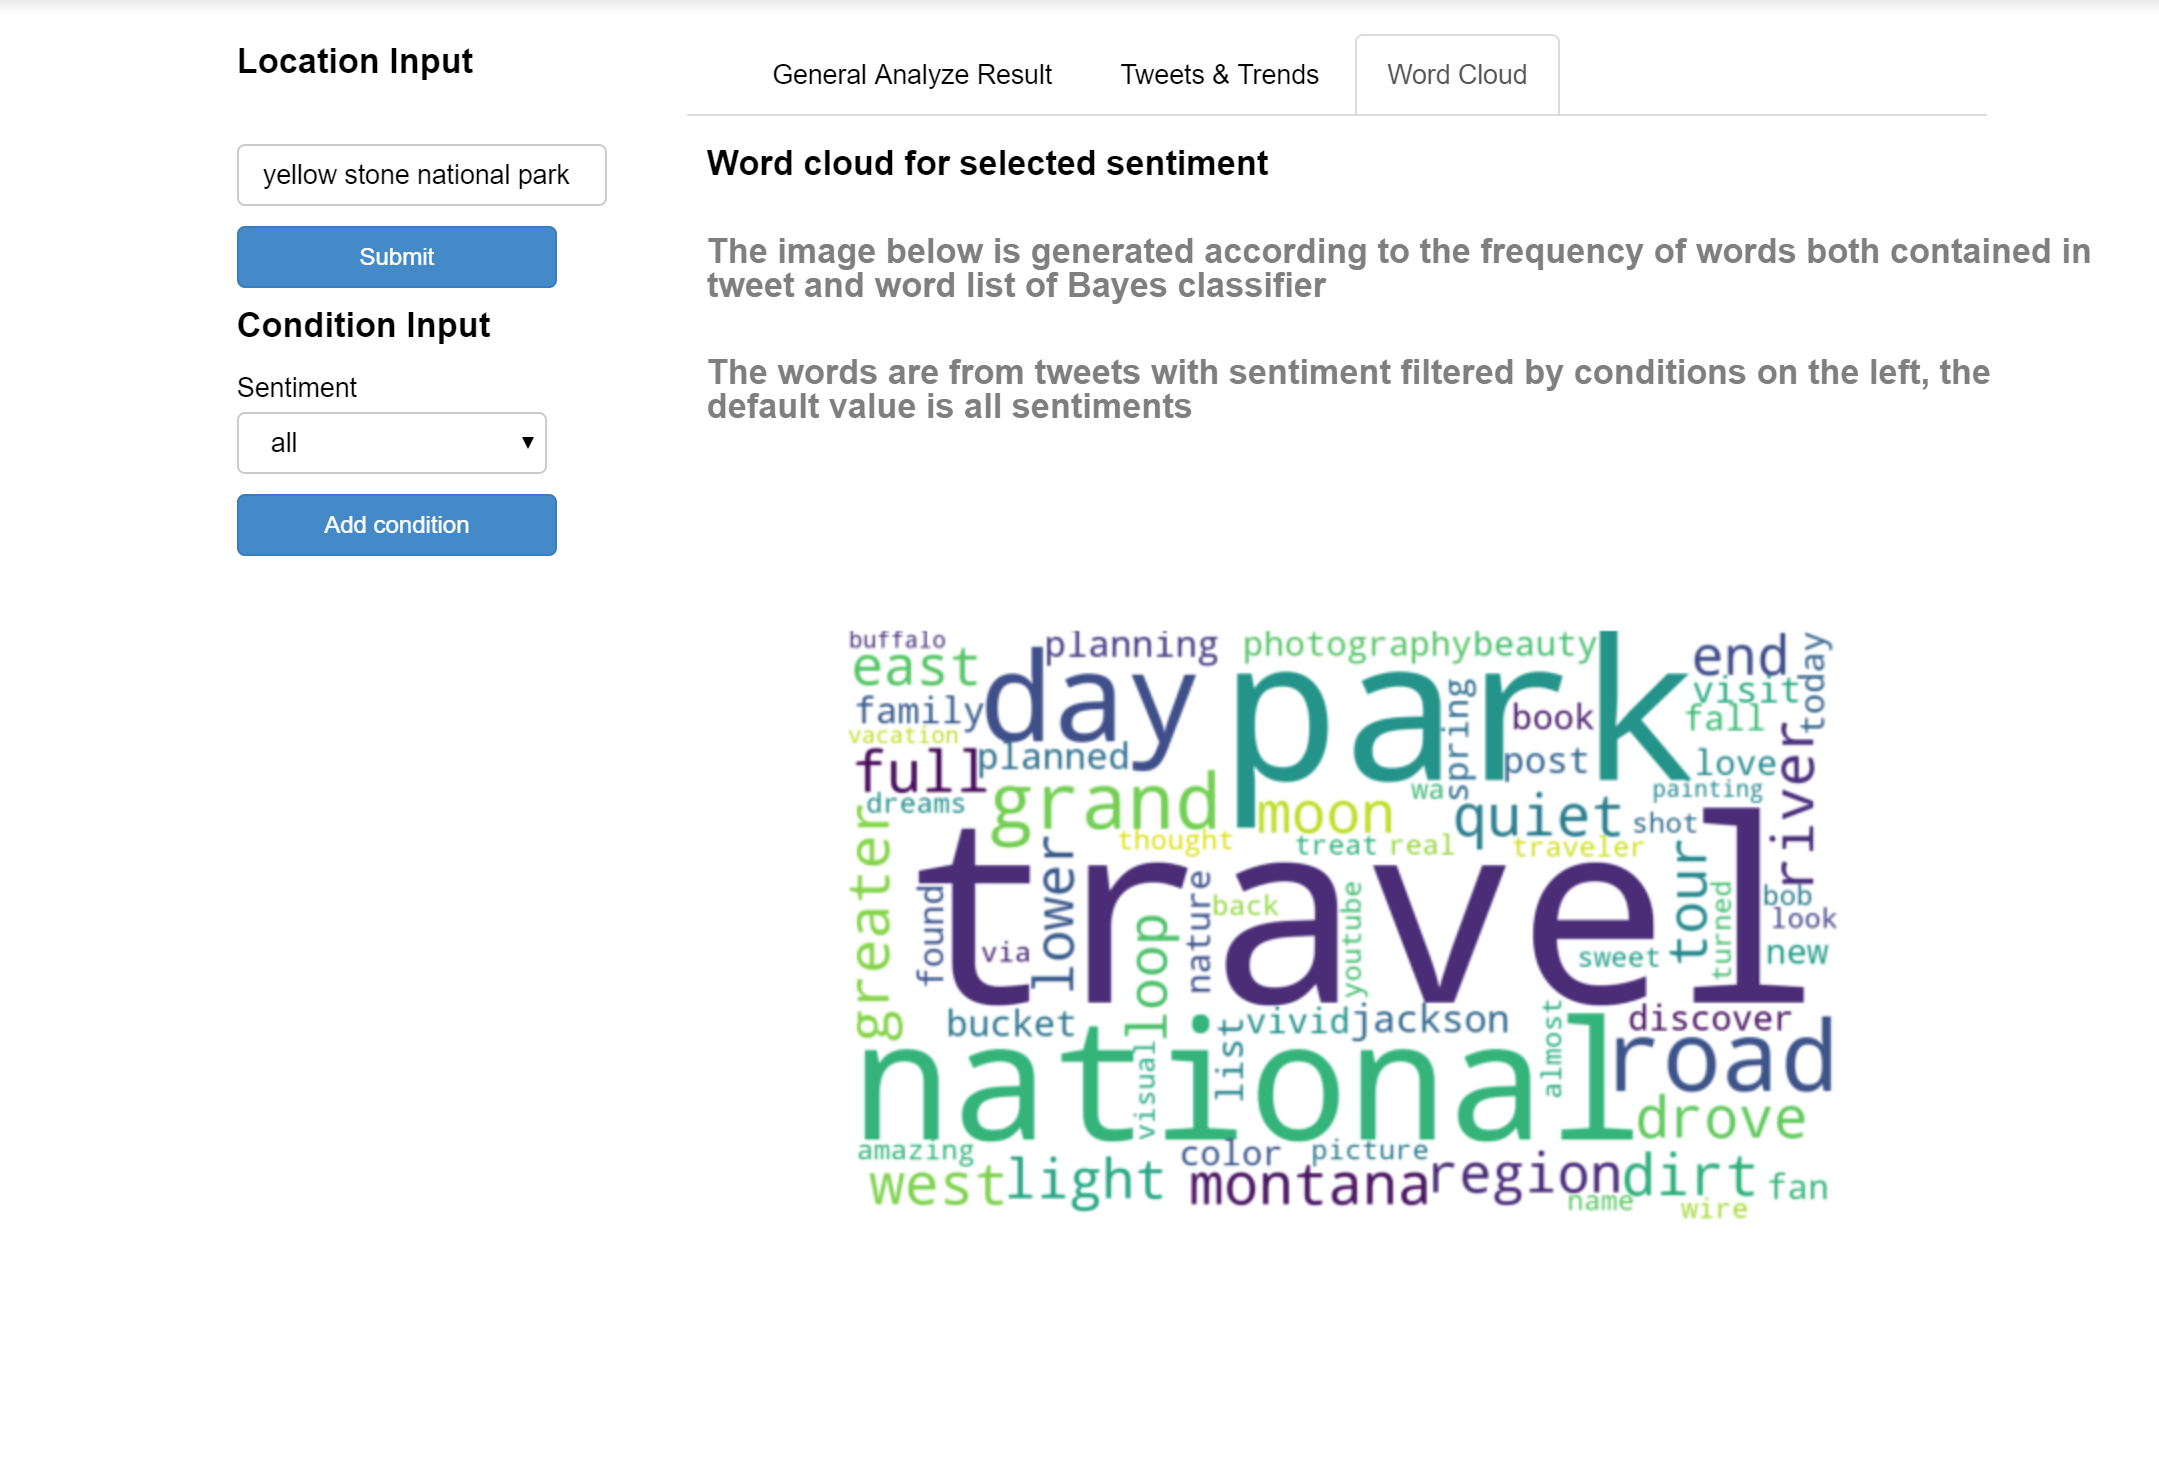 Location Input
yellow stone national park
Submit
Condition Input
Sentiment
all
Add condition
General Analyze Result Tweets & Trends Word Cloud
Word cloud for selected sentiment
The image below is generated according to the frequency of words both contained in
tweet and word list of Bayes classifier
The words are from tweets with sentiment filtered by conditions on the left, the
default value is all sentiments
buffalo
planning
photographybeauty
end
today
east
day
park
visit
family
spring
book
fall
vacation
planned
full
post
love
river
dreams
grand
moon
wa
quiet
painting
shot
thought
treat
real
traveler
greater
travel
lower
tour
found
nature
back
youtube
turned
bob
look
via
loop
sweet
new
bucket
vivid
jackson
almost
discover
national
visual
list
road
drove
amazing
color
picture
west
light
montana
region
dirt
fan
name
wire